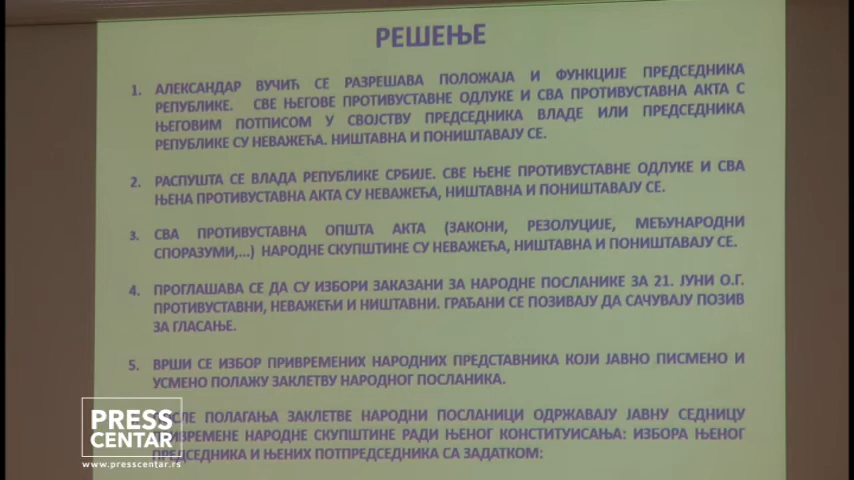 РЕШЕЊЕ
1. АЛЕКСАНДАР ВУЧИЋ СЕ РАЗРЕШАВА ПОЛОЖАЈА И ФУНКЦИЈЕ ПРЕДСЕДНИКА
РЕПУБЛИКЕ. СВЕ ЊЕГОВЕ ПРОТИВУСТАВНЕ ОДЛУКЕ И СВА ПРОТИВУСТАВНА АКТА С
ЊЕГОВИМ ПОТПИСОМ У СВОЈСТВУ ПРЕДСЕДНИКА ВЛАДЕ ИЛИ ПРЕДСЕДНИКА
РЕПУБЛИКЕ СУ НЕВАЖЕЋА. НИШТАВНА И ПОНИШТАВАЈУ СЕ.
2. РАСПУШТА СЕ ВЛАДА РЕПУБЛИКЕ СРБИЈЕ. СВЕ ЊЕНЕ ПРОТИВУСТАВНЕ ОДЛУКЕ И СВА
ЊЕНА ПРОТИВУСТАВНА АКТА СУ НЕВАЖЕЋА, НИШТАВНА И ПОНИШТАВАЈУ СЕ.
3. СВА ПРОТИВУСТАВНА ОПШТА АКТА (ЗАКОНИ, РЕЗОЛУЦИЈЕ, МЕЂУНАРОДНИ
СПОРАЗУМИ,...) НАРОДНЕ СКУПШТИНЕ СУ НЕВАЖЕЋА, НИШТАВНА И ПОНИШТАВАЈУ СЕ.
4. ПРОГЛАШАВА СЕ ДА СУ ИЗБОРИ ЗАКАЗАНИ ЗА НАРОДНЕ ПОСЛАНИКЕ ЗА 21. ЈУНИ О.Г.
ПРОТИВУСТАВНИ, НЕВАЖЕЋИ И НИШТАВНИ. ГРАЂАНИ СЕ ПОЗИВАЈУ ДА САЧУВАЈУ ПОЗИВ
ЗА ГЛАСАЊЕ.
5. ВРШИ СЕ ИЗБОР ПРИВРЕМЕНИХ НАРОДНИХ ПРЕДСТАВНИКА КОЈИ ЈАВНО ПИСМЕНО И
УСМЕНО ПОЛАЖУ ЗАКЛЕТВУ НАРОДНОГ ПОСЛАНИКА.
ПОСЛЕ ПОЛАГАЊА ЗАКЛЕТВЕ НАРОДНИ ПОСЛАНИЦИ ОДРЖАВАЈУ ЈАВНУ СЕДНИЦУ
ПРИВРЕМЕНЕ НАРОДНЕ СКУПШТИНЕ РАДИ ЊЕНОГ КОНСТИТУИСАЊА: ИЗБОРА ЊЕНОГ
ПРЕДСЕДНИКА И ЊЕНИХ ПОТПРЕДСЕДНИКА СА ЗАДАТКОМ:
PRESS
CENTAR
www.presscentar.rs